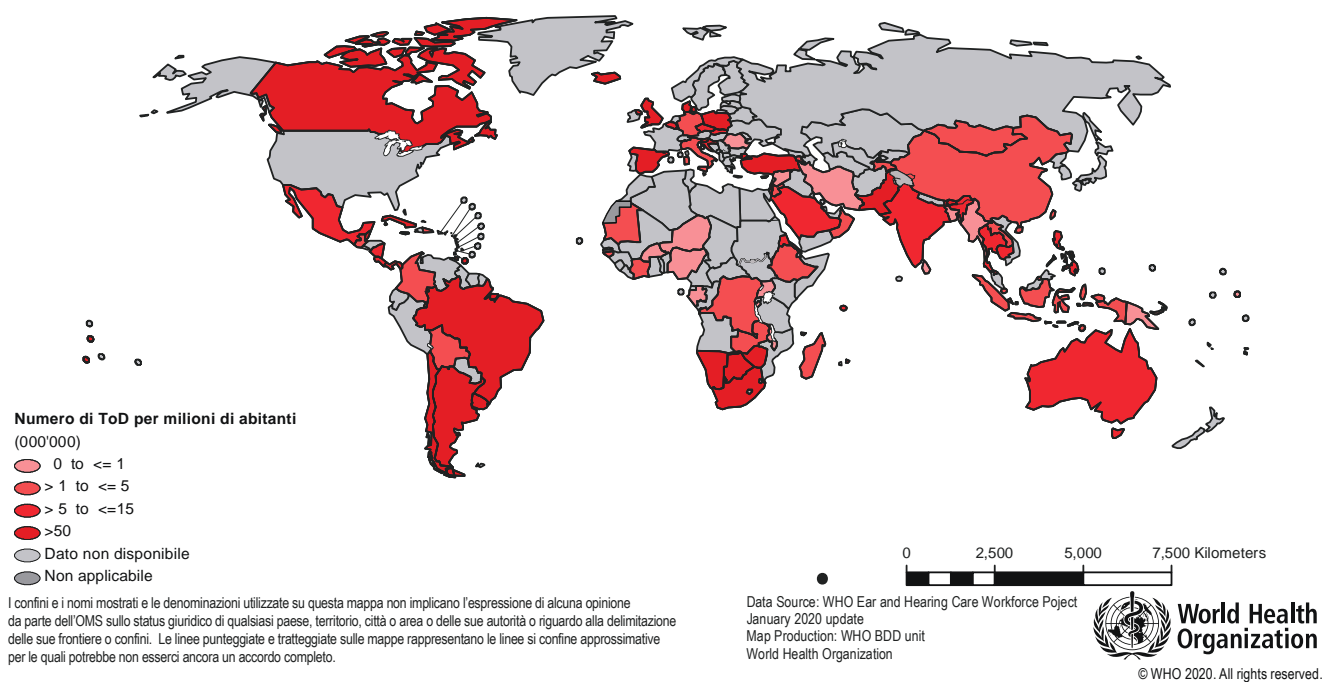 Numero di ToD per milioni di abitanti
(000'000)
0 to <= 1
> 1 to <= 5
> 5 to <=15
>50
Dato non disponibile
Non applicabile
I confini e i nomi mostrati e le denominazioni utilizzate su questa mappa non implicano l'espressione di alcuna opinione
da parte dell'OMS sullo status giuridico di qualsiasi paese, territorio, città o area o delle sue autorità o riguardo alla delimitazione
delle sue frontiere o confini. Le linee punteggiate e tratteggiate sulle mappe rappresentano le linee si confine approssimative
per le quali potrebbe non esserci ancora un accordo completo.
0 2,500 5,000 7,500 Kilometers
Data Source: WHO Ear and Hearing Care Workforce Poject
January 2020 update
Map Production: WHO BDD unit
World Health Organization
World Health
Organization
© WHO 2020. All rights reserved.